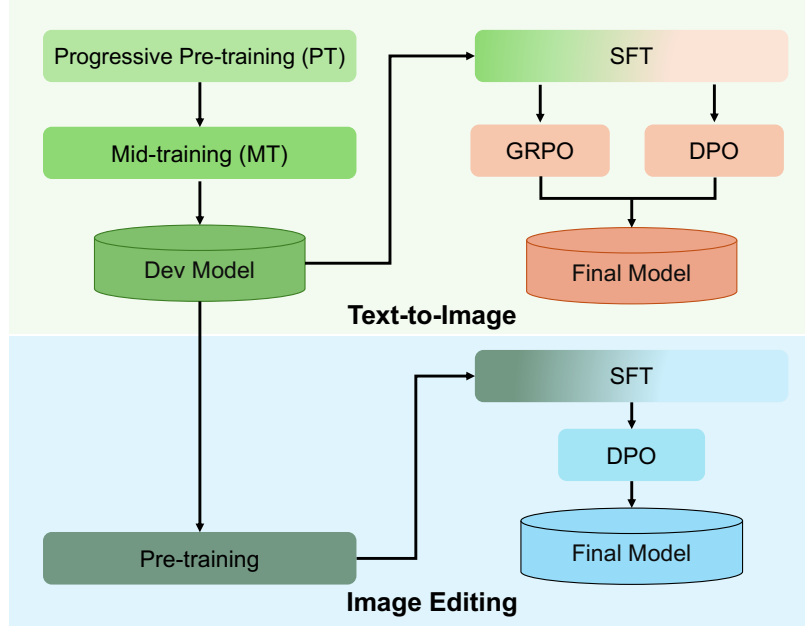 Progressive Pre-training (PT)
Mid-training (MT)
Dev Model
SFT
GRPO
DPO
Final Model
Text-to-Image
Pre-training
SFT
DPO
Final Model
Image Editing